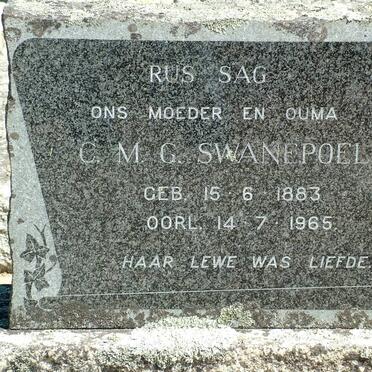 RUS SAG
ONS MOEDER EN OUMA
C. M. G. SWANEPOEL
GEB. 15·6·1883
OORL. 14·7·1965.
HAAR LEWE WAS LIEFDE.